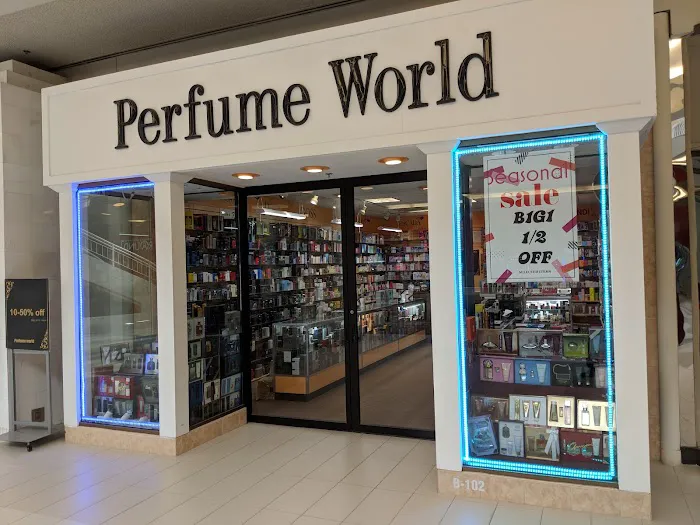 Perfume World
Seasonal
sale
B1G1
1/2
OFF
10-50% off
B-102